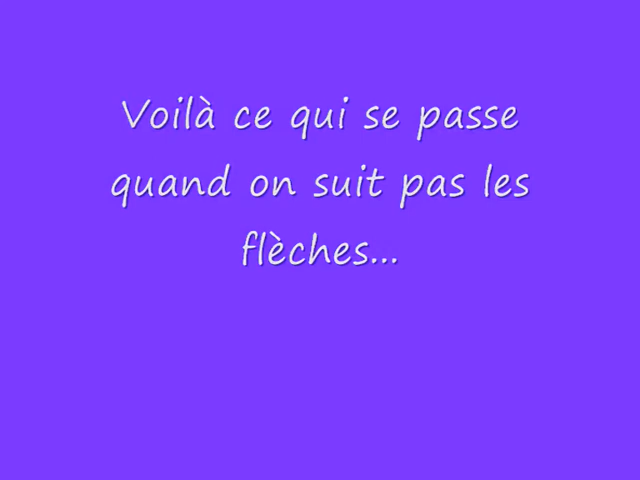 Voilà ce qui se passe
quand on suit pas les
flèches...